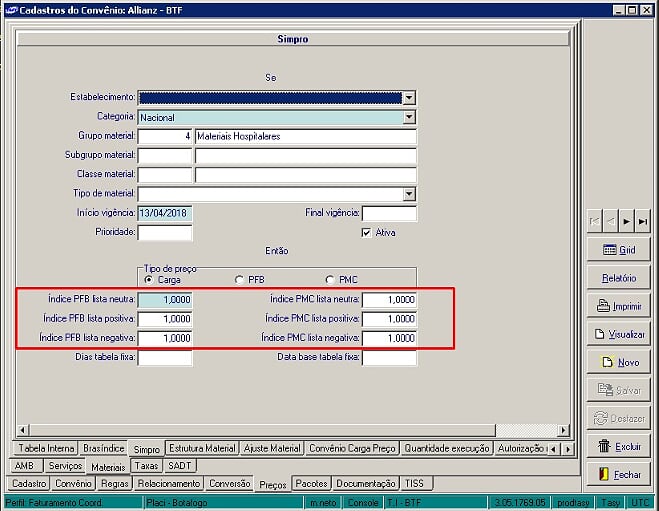 Cadastros do Convênio: Allianz - BTF
Simpro
Se
Estabelecimento:
Categoria: Nacional
Grupo material: 4 Materiais Hospitalares
Subgrupo material:
Classe material:
Tipo de material:
Início vigência: 13/04/2018 Final vigência:
Prioridade: Ativa
Então
Tipo de preço
Carga PFB PMC
Índice PFB lista neutra: 1,0000 Índice PMC lista neutra: 1,0000
Índice PFB lista positiva: 1,0000 Índice PMC lista positiva: 1,0000
Índice PFB lista negativa: 1,0000 Índice PMC lista negativa: 1,0000
Dias tabela fixa: Data base tabela fixa:
Grid
Relatório
Imprimir
Visualizar
Novo
Salvar
Desfazer
Excluir
Fechar
Tabela Interna Brasíndice Simpro Estrutura Material Ajuste Material Convênio Carga Preço Quantidade execução Autorização
AMB Serviços Materiais Taxas SADT
Cadastro Convênio Regras Relacionamento Conversão Preços Pacotes Documentação TISS
Perfil: Faturamento Coord. Placi - Botafogo m.neto Console T.I - BTF 3.05.1769.05 prodtasy Tasy UTC